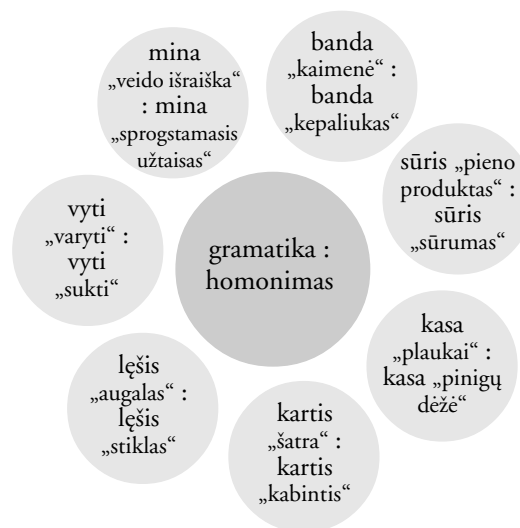 mina
„veido išraiška“
: mina
„sprogstamasis
užtaisas“
banda
„kaimenė“ :
banda
„kepaliukas“
sūris „pieno
produktas“ :
sūris
„sūrumas“
vyti
„varyti“ :
vyti
„sukti“
gramatika :
homonimas
kasa
„plaukai“ :
kasa „pinigų
dėžė“
lęšis
„augalas“ :
lęšis
„stiklas“
kartis
„šatra“ :
kartis
„kabintis“